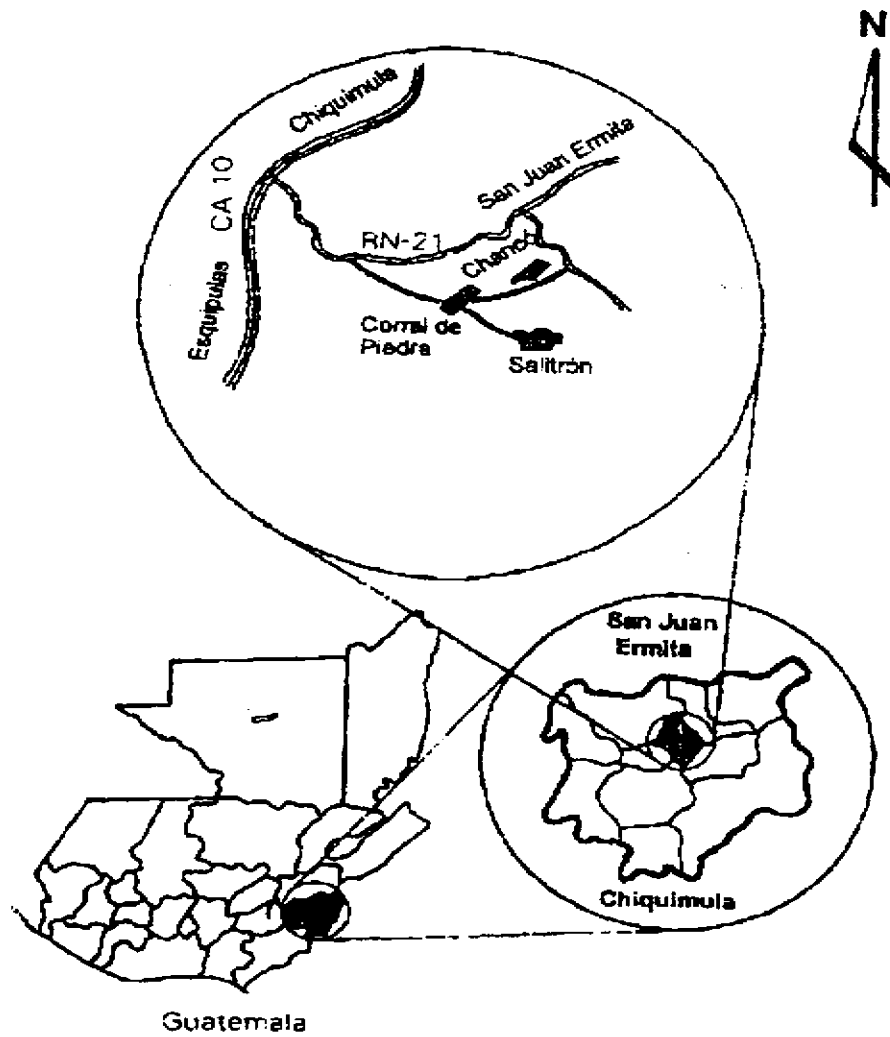 N
Chiquimula
CA 10
Esquipulas
San Juan Ermita
RN-21
Chancó
Corral de
Piedra
Salitrón
San Juan
Ermita
Chiquimula
Guatemala